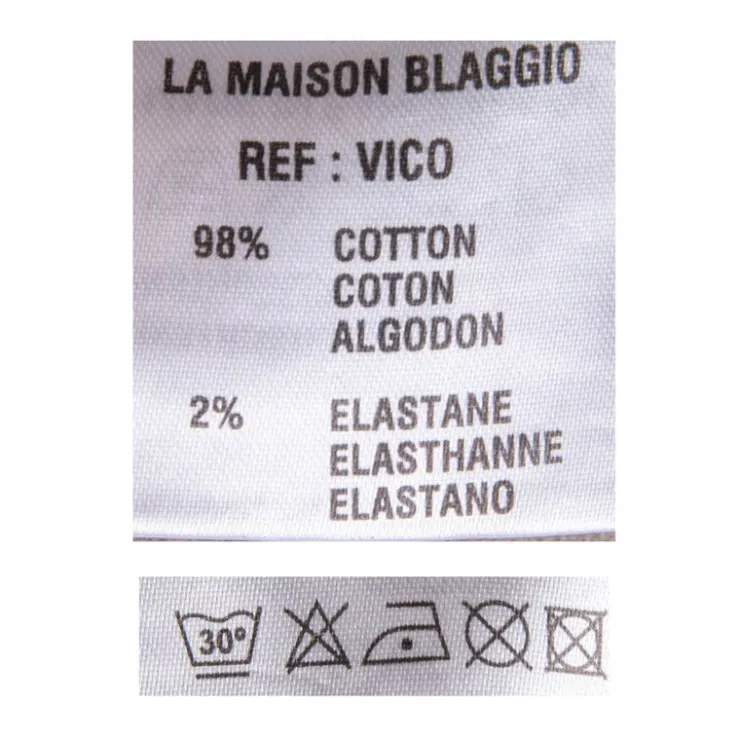 LA MAISON BLAGGIO
REF : VICO
98% COTTON
COTON
ALGODON
2% ELASTANE
ELASTHANNE
ELASTANO
30°